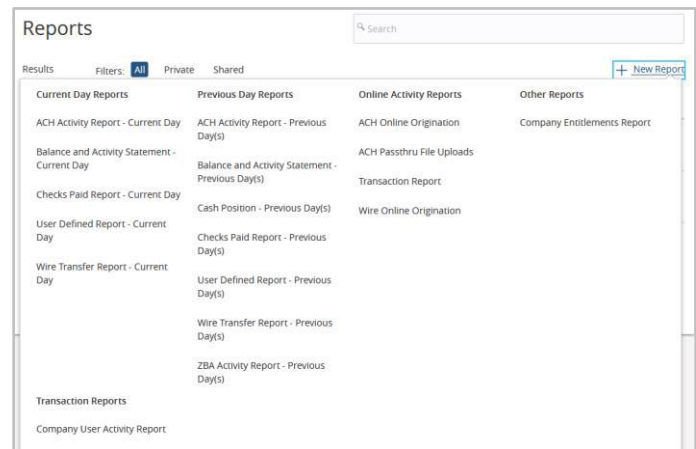 Reports
Search
Results
Filters: All Private Shared
+ New Report
Current Day Reports
ACH Activity Report - Current Day
Balance and Activity Statement -
Current Day
Checks Paid Report - Current Day
User Defined Report - Current
Day
Wire Transfer Report - Current
Day
Previous Day Reports
ACH Activity Report - Previous
Day(s)
Balance and Activity Statement -
Previous Day(s)
Cash Position - Previous Day(s)
Checks Paid Report - Previous
Day(s)
User Defined Report - Previous
Day(s)
Wire Transfer Report - Previous
Day(s)
ZBA Activity Report - Previous
Day(s)
Online Activity Reports
ACH Online Origination
ACH Passthru File Uploads
Transaction Report
Wire Online Origination
Other Reports
Company Entitlements Report
Transaction Reports
Company User Activity Report